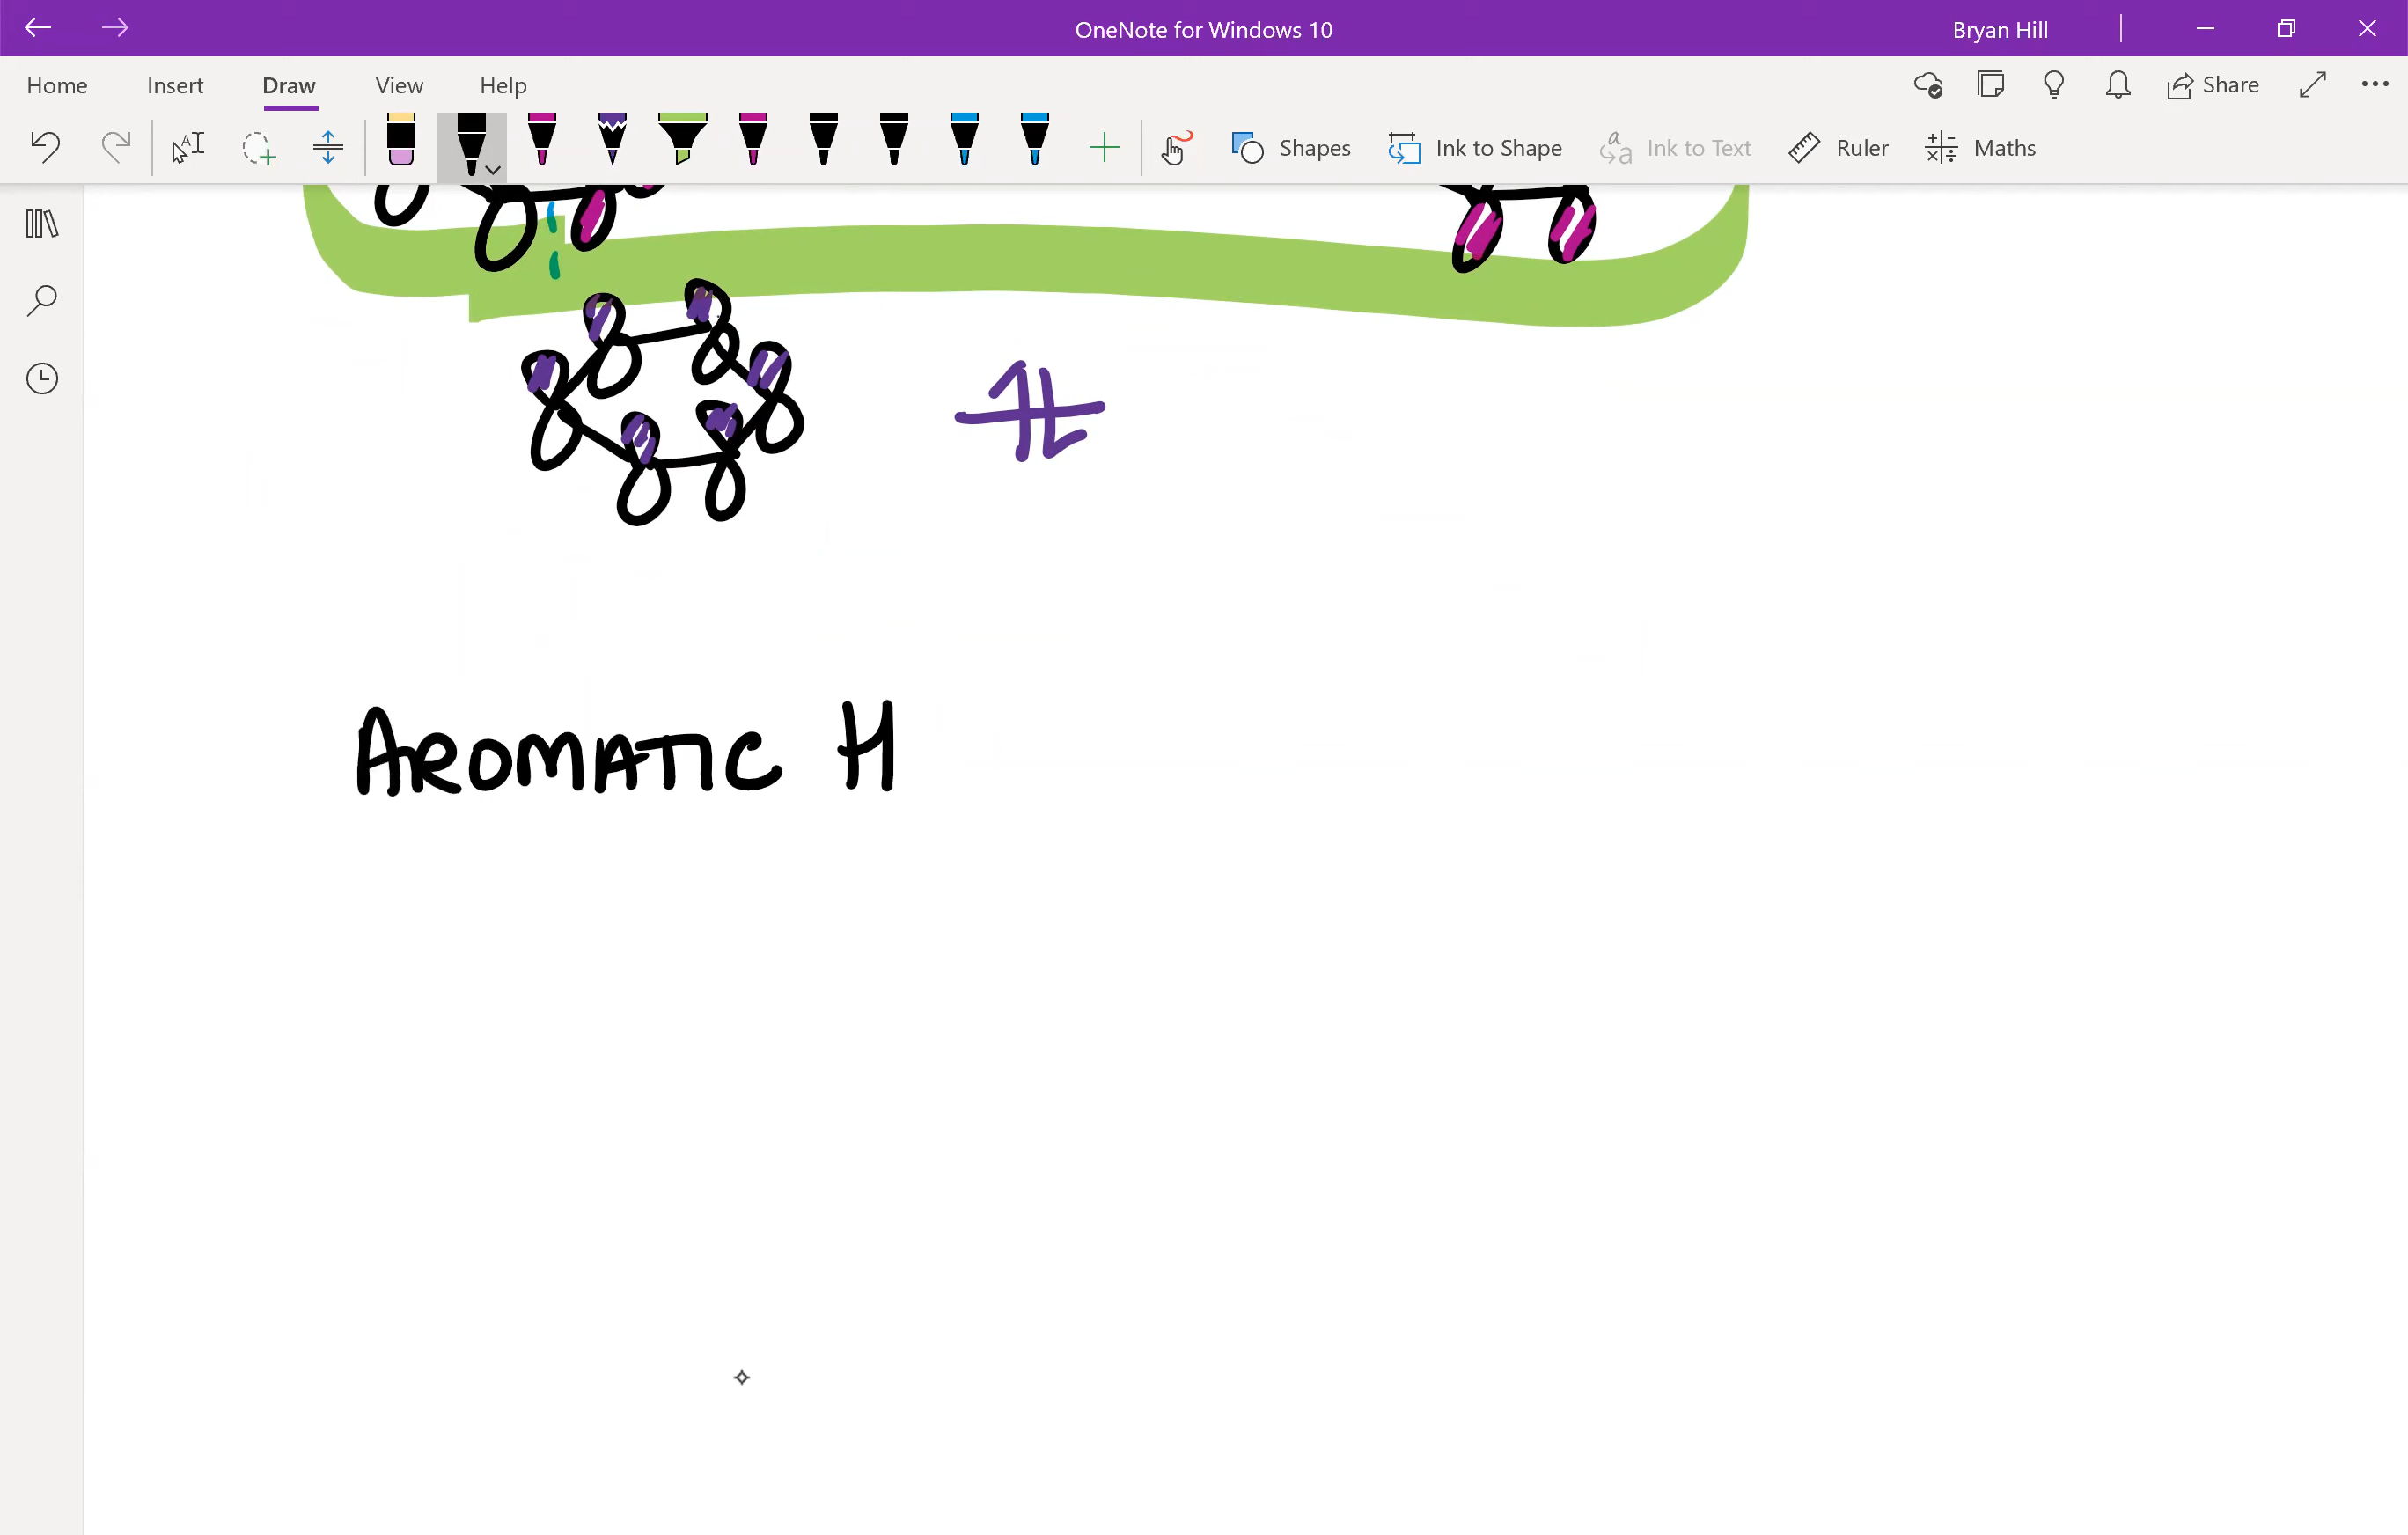 OneNote for Windows 10
Bryan Hill
Home Insert Draw View Help
Share
Shapes Ink to Shape Ink to Text Ruler Maths
AROMATIC H